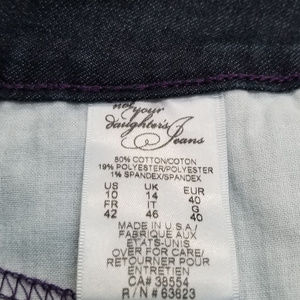 not
your
daughter's
Jeans
80% COTTON/COTON
19% POLYESTER/POLYESTER
1% SPANDEX/SPANDEX
US UK EUR
10 14 40
FR IT G
42 46 40
MADE IN U.S.A./
FABRIQUE AUX
ETATS-UNIS
OVER FOR CARE/
RETOURNER POUR
ENTRETIEN
CA# 38554
R/N # 63623